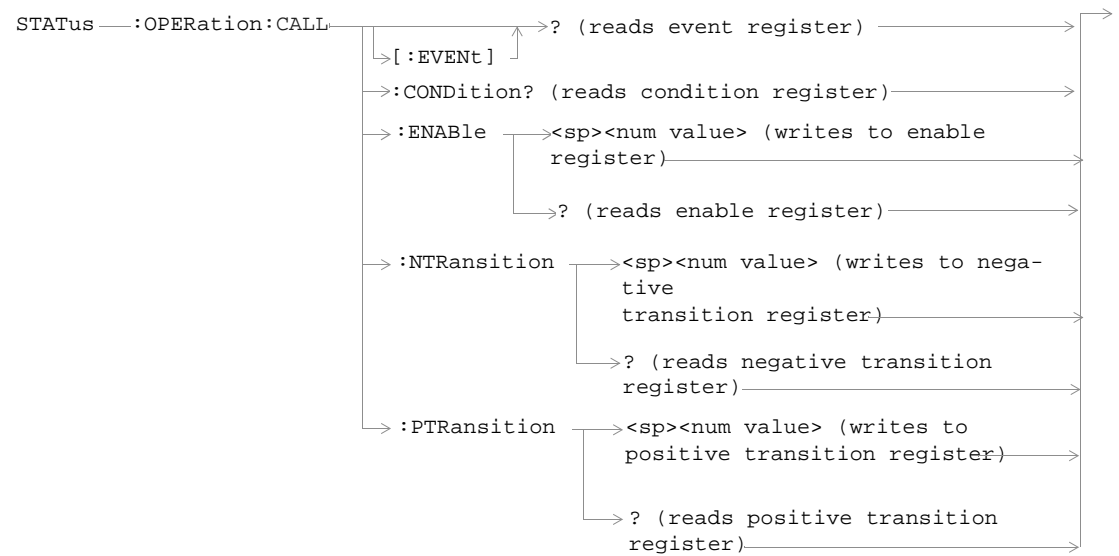 STATus :OPERation:CALL ? (reads event register)
[:EVENt]
:CONDition? (reads condition register)
:ENABle <sp><num value> (writes to enable
register)
? (reads enable register)
:NTRansition <sp><num value> (writes to nega-
tive
transition register)
? (reads negative transition
register)
:PTRansition <sp><num value> (writes to
positive transition register)
? (reads positive transition
register)